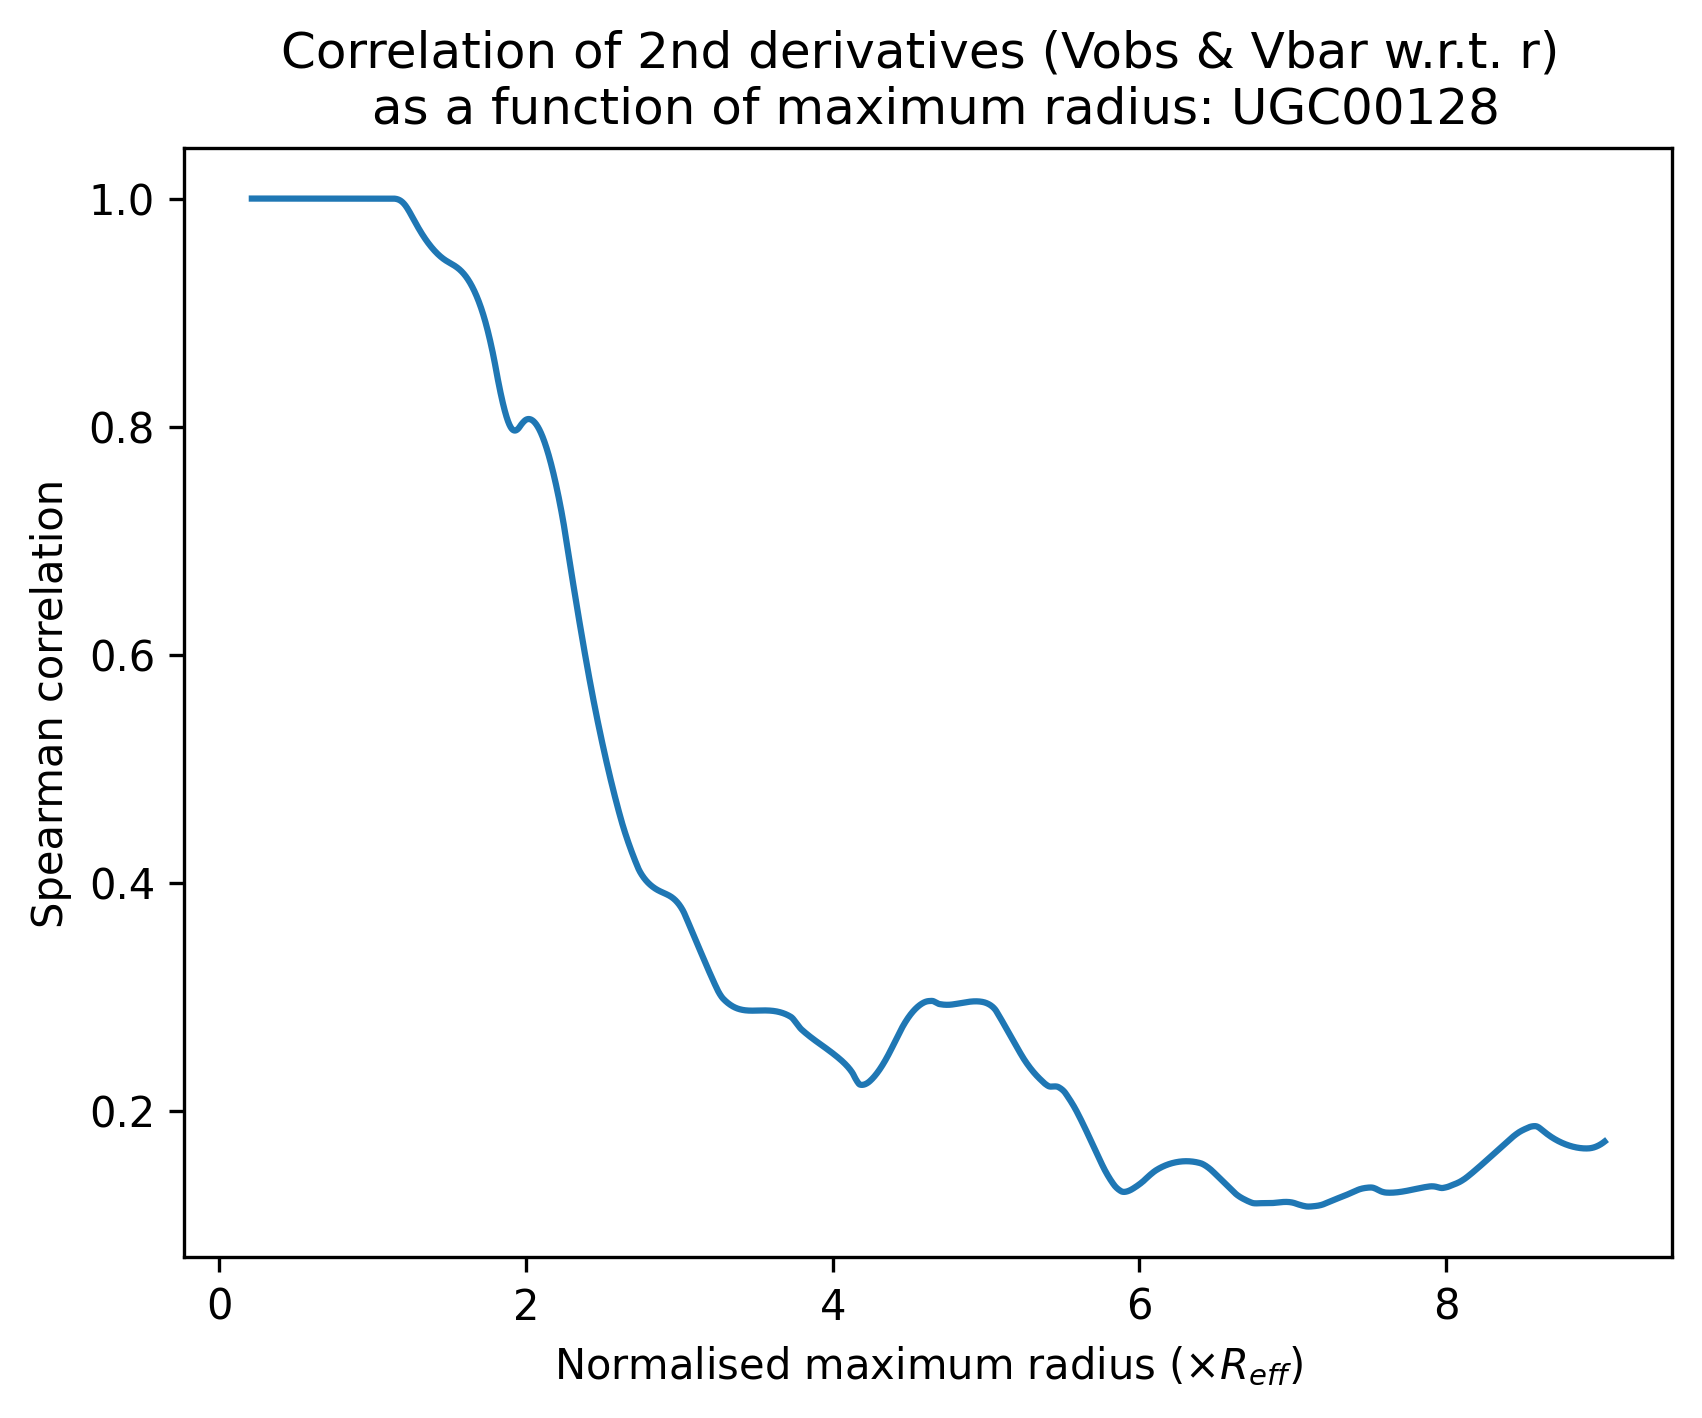 Correlation of 2nd derivatives (Vobs & Vbar w.r.t. r)
as a function of maximum radius: UGC00128
Spearman correlation
1.0
0.8
0.6
0.4
0.2
0 2 4 6 8
Normalised maximum radius (×R_eff)